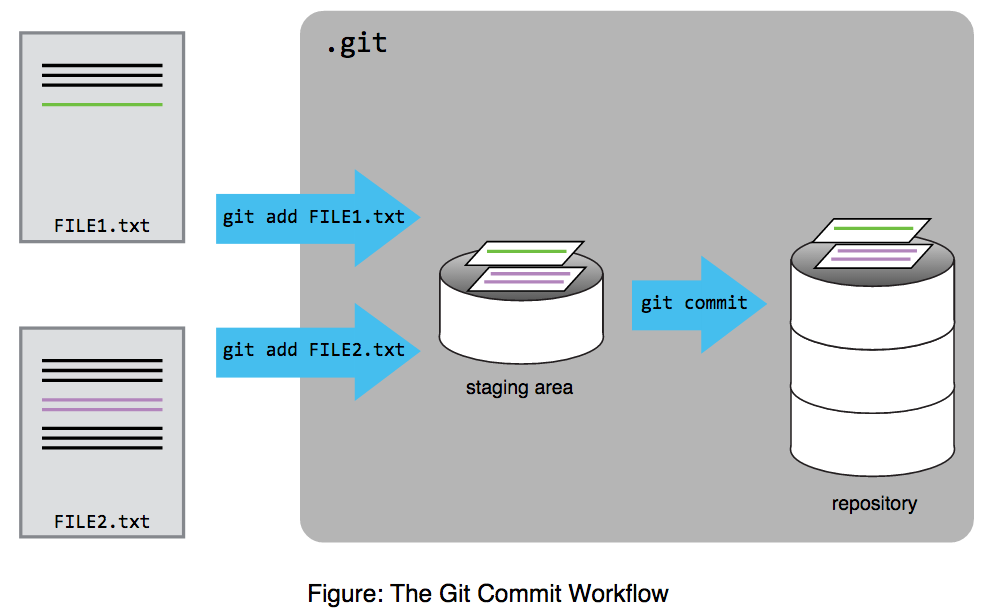 .git
FILE1.txt
git add FILE1.txt
git add FILE2.txt
git commit
staging area
repository
FILE2.txt
Figure: The Git Commit Workflow